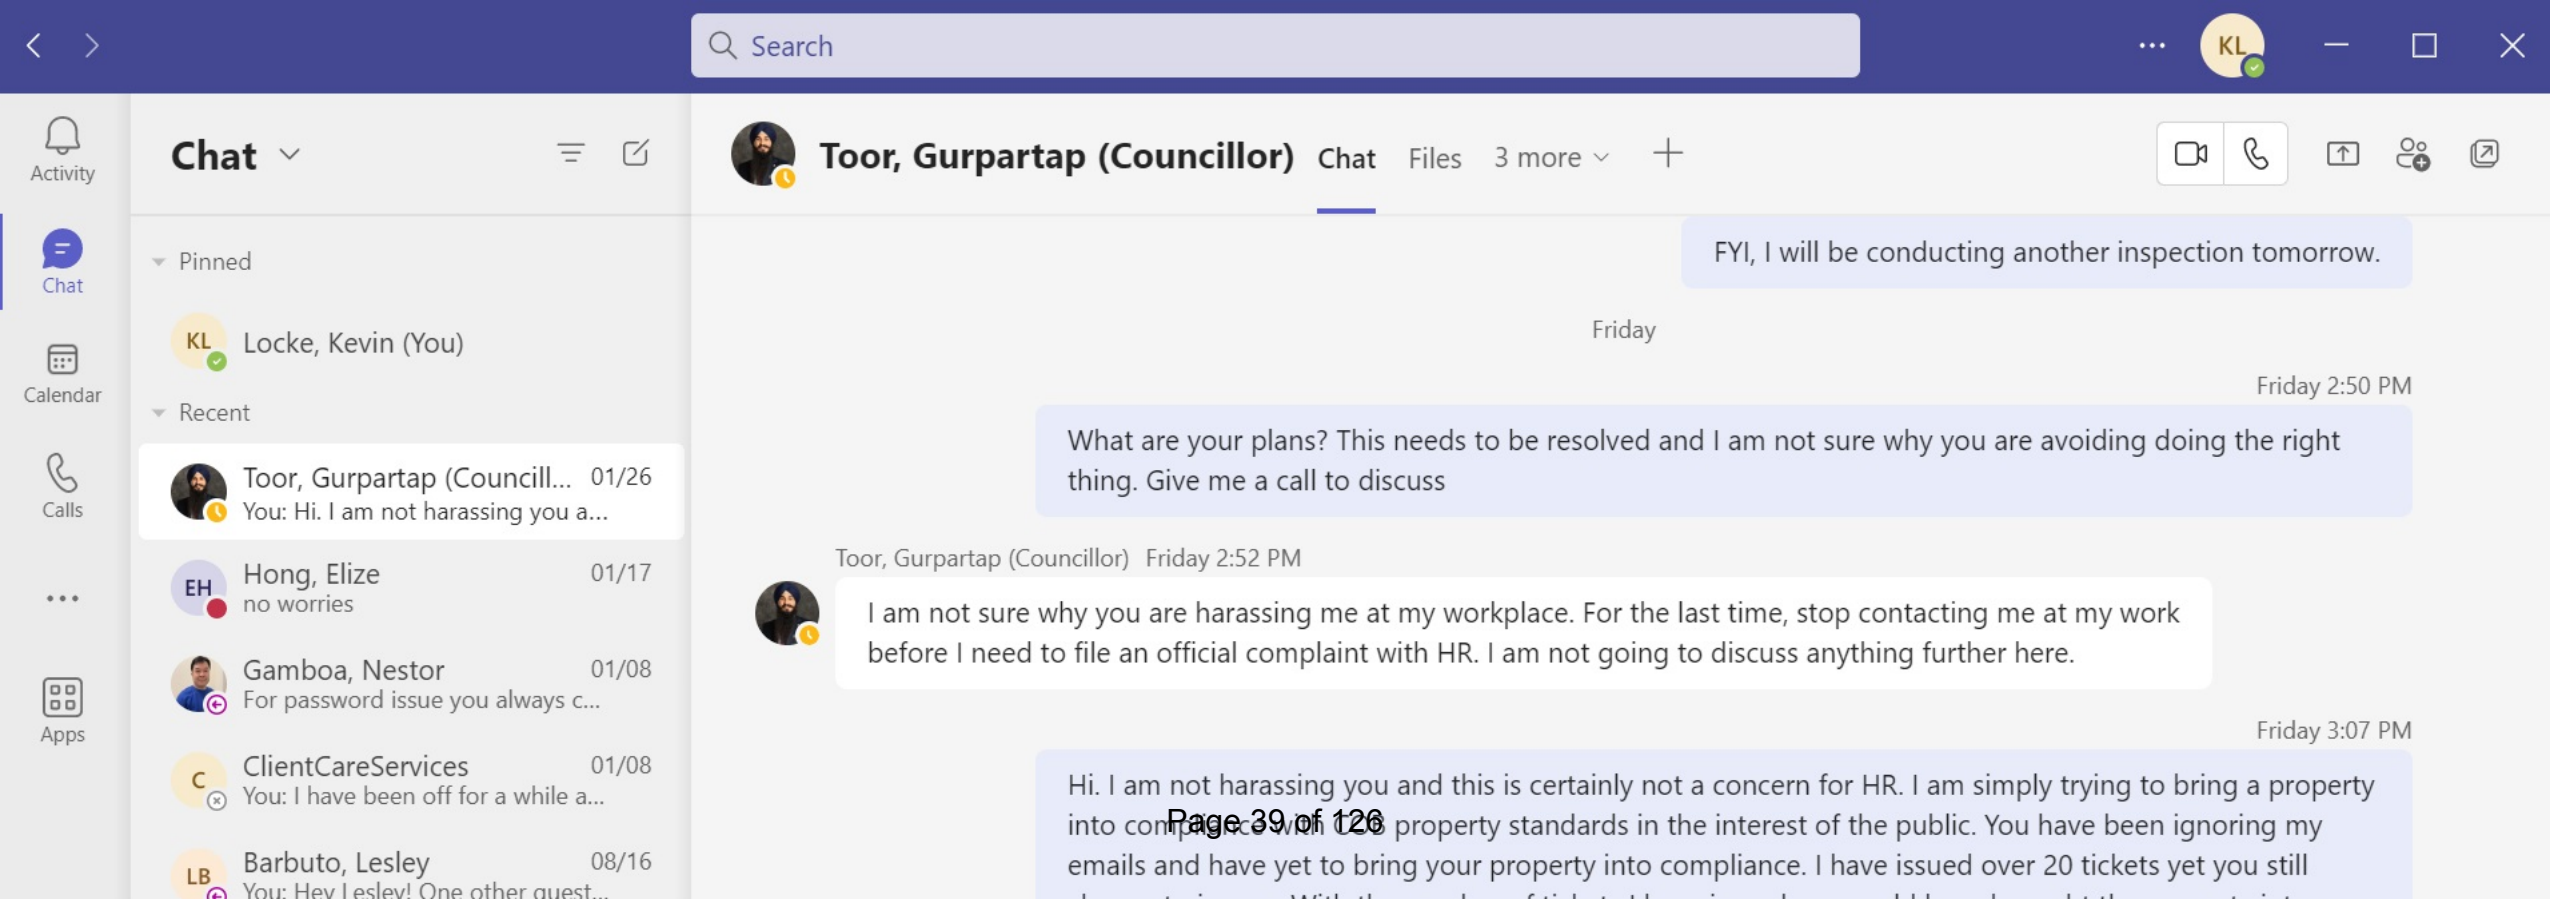 Search
KL
Activity
Chat
Calendar
Calls
Apps
Chat
Pinned
KL
Locke, Kevin (You)
Recent
Toor, Gurpartap (Councill... 01/26
You: Hi. I am not harassing you a...
EH
Hong, Elize 01/17
no worries
Gamboa, Nestor 01/08
For password issue you always c...
C
ClientCareServices 01/08
You: I have been off for a while a...
LB
Barbuto, Lesley 08/16
You: Hey Lesley! One other quest...
Toor, Gurpartap (Councillor) Chat Files 3 more
FYI, I will be conducting another inspection tomorrow.
Friday
Friday 2:50 PM
What are your plans? This needs to be resolved and I am not sure why you are avoiding doing the right
thing. Give me a call to discuss
Toor, Gurpartap (Councillor) Friday 2:52 PM
I am not sure why you are harassing me at my workplace. For the last time, stop contacting me at my work
before I need to file an official complaint with HR. I am not going to discuss anything further here.
Friday 3:07 PM
Hi. I am not harassing you and this is certainly not a concern for HR. I am simply trying to bring a property
into compliance with COB property standards in the interest of the public. You have been ignoring my
Page 39 of 126
emails and have yet to bring your property into compliance. I have issued over 20 tickets yet you still